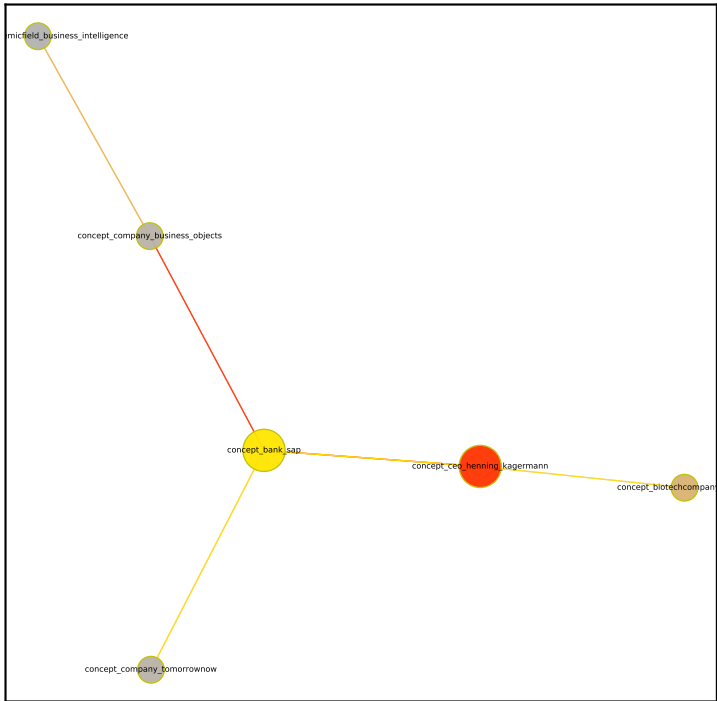 micfield_business_intelligence
concept_company_business_objects
concept_bank_sap
concept_ceo_henning_kagermann
concept_biotechcompany
concept_company_tomorrownow